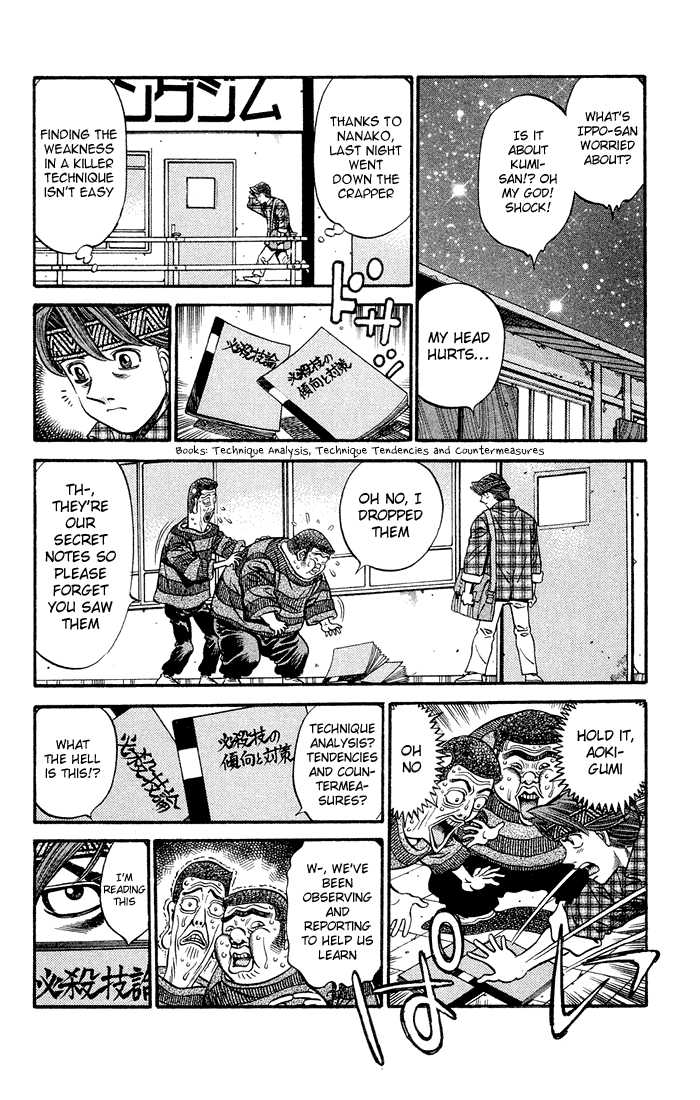 WHAT'S
IPPO-SAN
WORRIED
ABOUT?
IS IT
ABOUT
KUMI-
SAN!? OH
MY GOD!
SHOCK!
MY HEAD
HURTS...
THANKS TO
NANAKO,
LAST NIGHT
WENT
DOWN THE
CRAPPER
FINDING THE
WEAKNESS
IN A KILLER
TECHNIQUE
ISN'T EASY
ングジム
ドサッ
必殺技の
傾向と対策
必殺技論
Books: Technique Analysis, Technique Tendencies and Countermeasures
OH NO, I
DROPPED
THEM
TH-,
THEY'RE
OUR
SECRET
NOTES SO
PLEASE
FORGET
YOU SAW
THEM
HOLD IT,
AOKI-
GUMI
OH
NO
パシッ
TECHNIQUE
ANALYSIS?
TENDENCIES
AND COUN-
TERMEA-
SURES?
必殺技の
傾向と対策
必殺技論
WHAT
THE HELL
IS THIS!?
W-, WE'VE
BEEN
OBSERVING
AND
REPORTING
TO HELP US
LEARN
I'M
READING
THIS
必殺技論